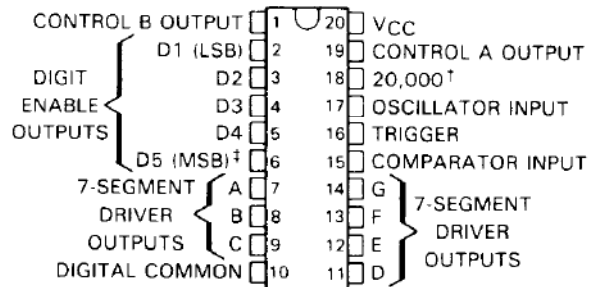 CONTROL B OUTPUT 1 20 VCC
D1 (LSB) 2 19 CONTROL A OUTPUT
DIGIT D2 3 18 20,000†
ENABLE D3 4 17 OSCILLATOR INPUT
OUTPUTS D4 5 16 TRIGGER
D5 (MSB)‡ 6 15 COMPARATOR INPUT
7-SEGMENT A 7 14 G
DRIVER B 8 13 F 7-SEGMENT
OUTPUTS C 9 12 E DRIVER
DIGITAL COMMON 10 11 D OUTPUTS